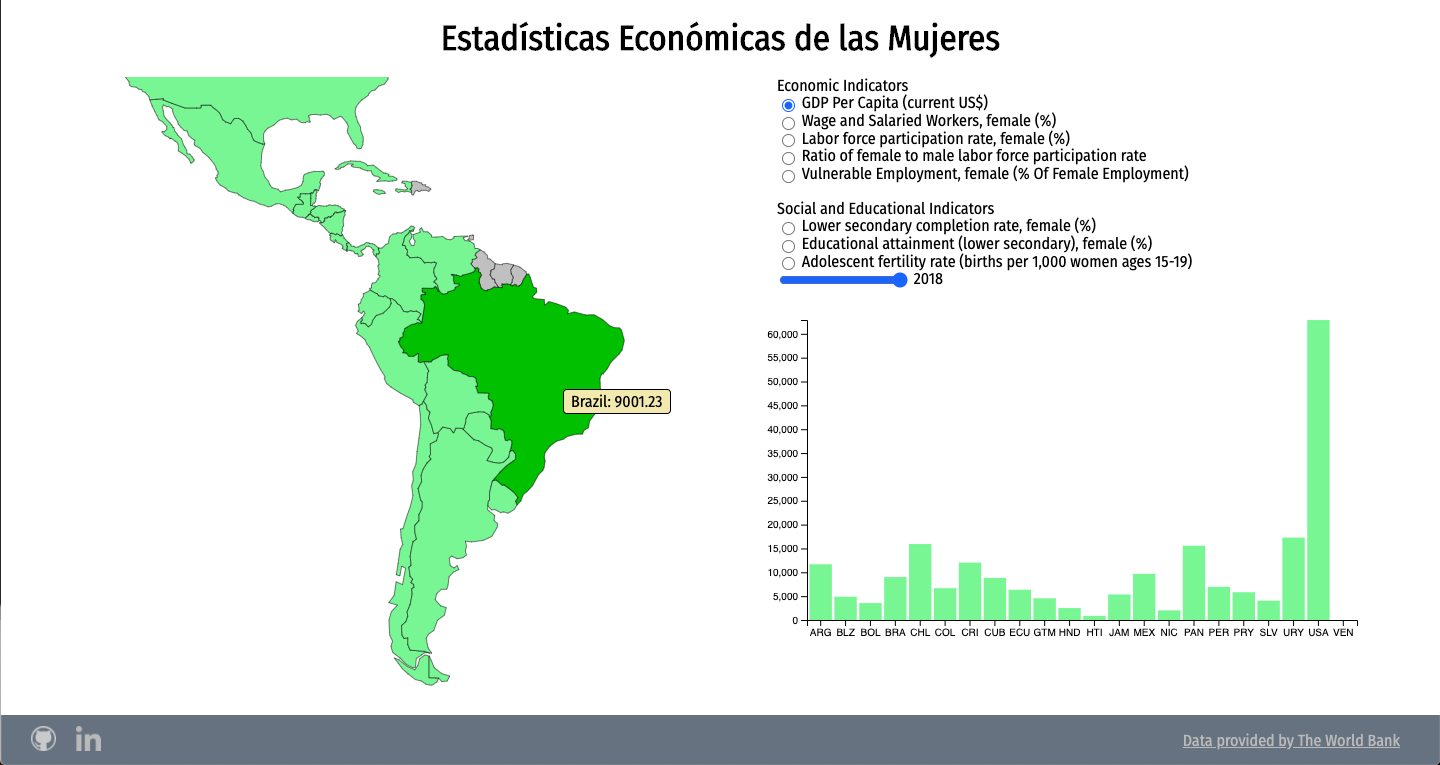 Estadísticas Económicas de las Mujeres
Economic Indicators
GDP Per Capita (current US$)
Wage and Salaried Workers, female (%)
Labor force participation rate, female (%)
Ratio of female to male labor force participation rate
Vulnerable Employment, female (% Of Female Employment)
Social and Educational Indicators
Lower secondary completion rate, female (%)
Educational attainment (lower secondary), female (%)
Adolescent fertility rate (births per 1,000 women ages 15-19)
2018
Brazil: 9001.23
60,000
55,000
50,000
45,000
40,000
35,000
30,000
25,000
20,000
15,000
10,000
5,000
0
ARG BLZ BOL BRA CHL COL CRI CUB ECU GTM HND HTI JAM MEX NIC PAN PER PRY SLV URY USA VEN
in
Data provided by The World Bank